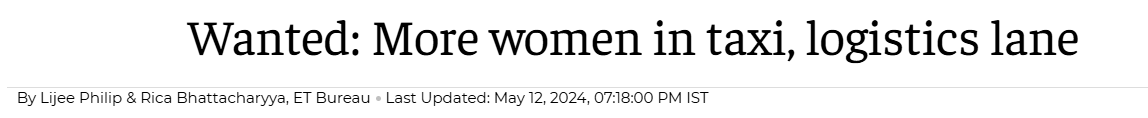 Wanted: More women in taxi, logistics lane
By Lijee Philip & Rica Bhattacharyya, ET Bureau • Last Updated: May 12, 2024, 07:18:00 PM IST